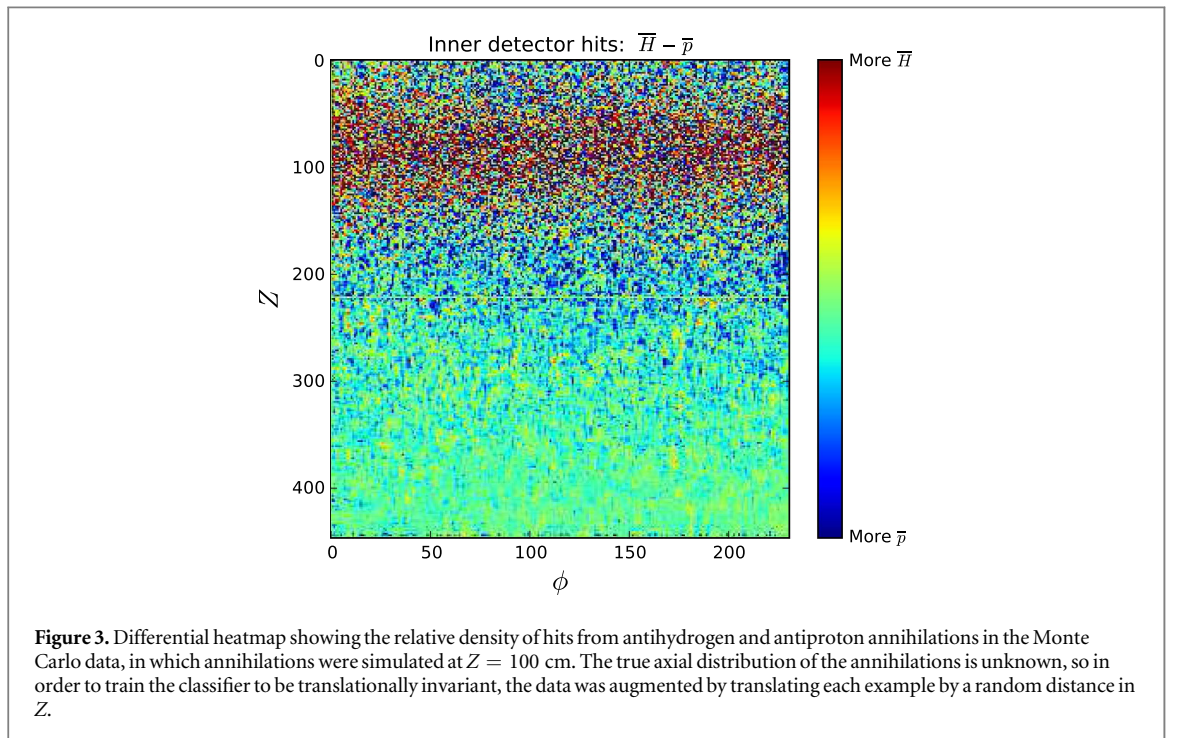 Inner detector hits: H̅ − p̅
0
100
200
300
400
Z
0 50 100 150 200
ϕ
More H̅
More p̅
Figure 3. Differential heatmap showing the relative density of hits from antihydrogen and antiproton annihilations in the Monte
Carlo data, in which annihilations were simulated at Z = 100 cm. The true axial distribution of the annihilations is unknown, so in
order to train the classifier to be translationally invariant, the data was augmented by translating each example by a random distance in
Z.